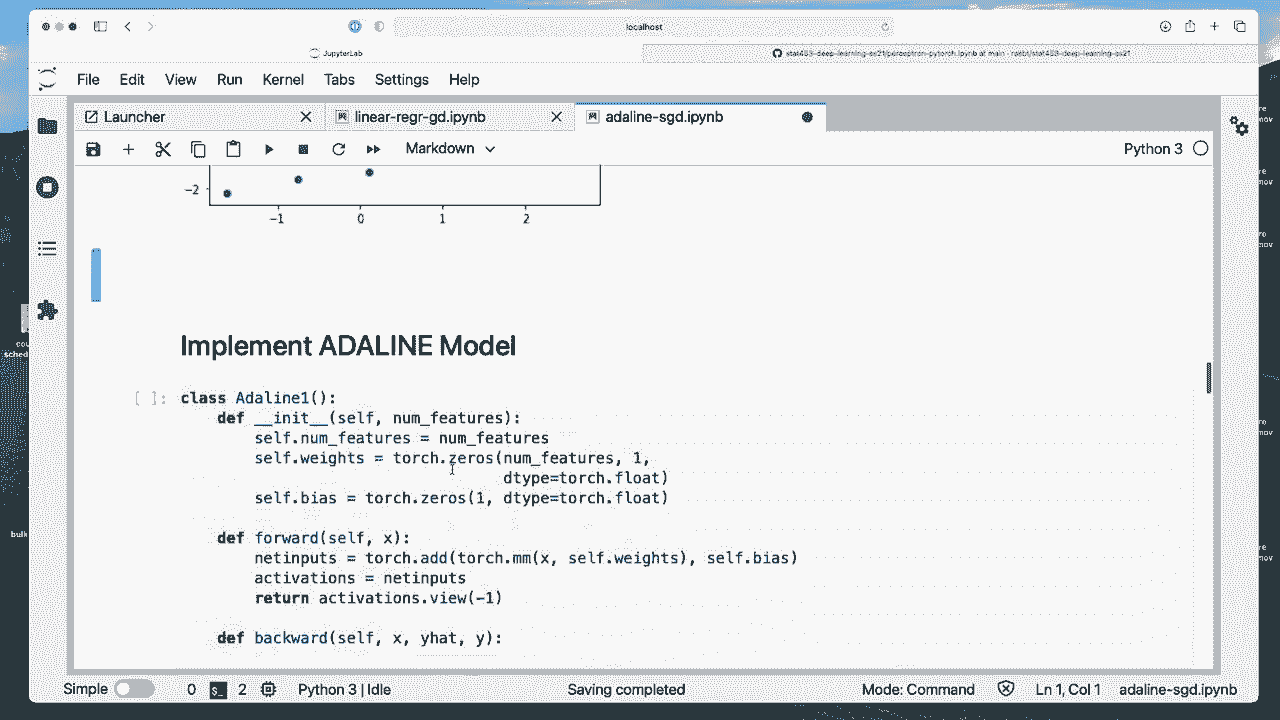 localhost
JupyterLab
stat453-deep-learning-ss21/perceptron-pytorch.ipynb at main · rasbt/stat453-deep-learning-ss21
File Edit View Run Kernel Tabs Settings Help
Launcher
linear-regr-gd.ipynb
adaline-sgd.ipynb
Markdown
Python 3
−2
−1 0 1 2
Implement ADALINE Model
[ ]: class Adaline1():
def __init__(self, num_features):
self.num_features = num_features
self.weights = torch.zeros(num_features, 1,
dtype=torch.float)
self.bias = torch.zeros(1, dtype=torch.float)
def forward(self, x):
netinputs = torch.add(torch.mm(x, self.weights), self.bias)
activations = netinputs
return activations.view(-1)
def backward(self, x, yhat, y):
Simple 0 2 Python 3 | Idle Saving completed Mode: Command Ln 1, Col 1 adaline-sgd.ipynb